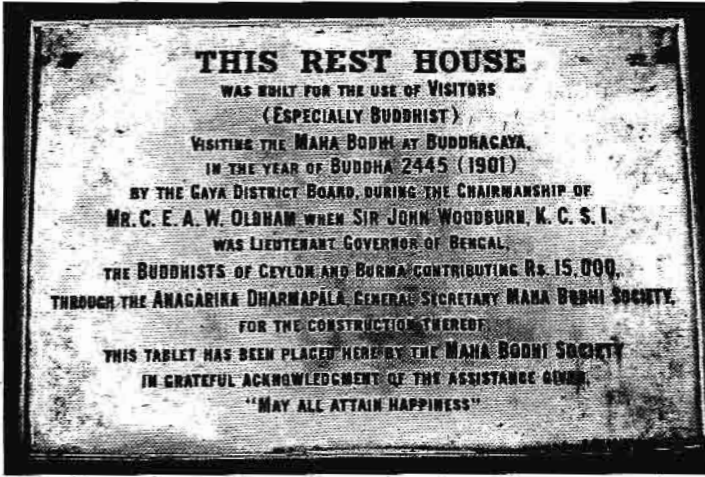 THIS REST HOUSE
WAS BUILT FOR THE USE OF VISITORS
(ESPECIALLY BUDDHIST)
VISITING THE MAHA BODHI AT BUDDHAGAYA,
IN THE YEAR OF BUDDHA 2445 (1901)
BY THE GAYA DISTRICT BOARD, DURING THE CHAIRMANSHIP OF
MR. C. E. A. W. OLDHAM WHEN SIR JOHN WOODBURN, K. C. S. I.
WAS LIEUTENANT GOVERNOR OF BENGAL,
THE BUDDHISTS OF CEYLON AND BURMA CONTRIBUTING RS. 15,000,
THROUGH THE ANAGARIKA DHARMAPALA GENERAL SECRETARY MAHA BODHI SOCIETY,
FOR THE CONSTRUCTION THEREOF.
THIS TABLET HAS BEEN PLACED HERE BY THE MAHA BODHI SOCIETY
IN GRATEFUL ACKNOWLEDGMENT OF THE ASSISTANCE GIVEN.
"MAY ALL ATTAIN HAPPINESS"